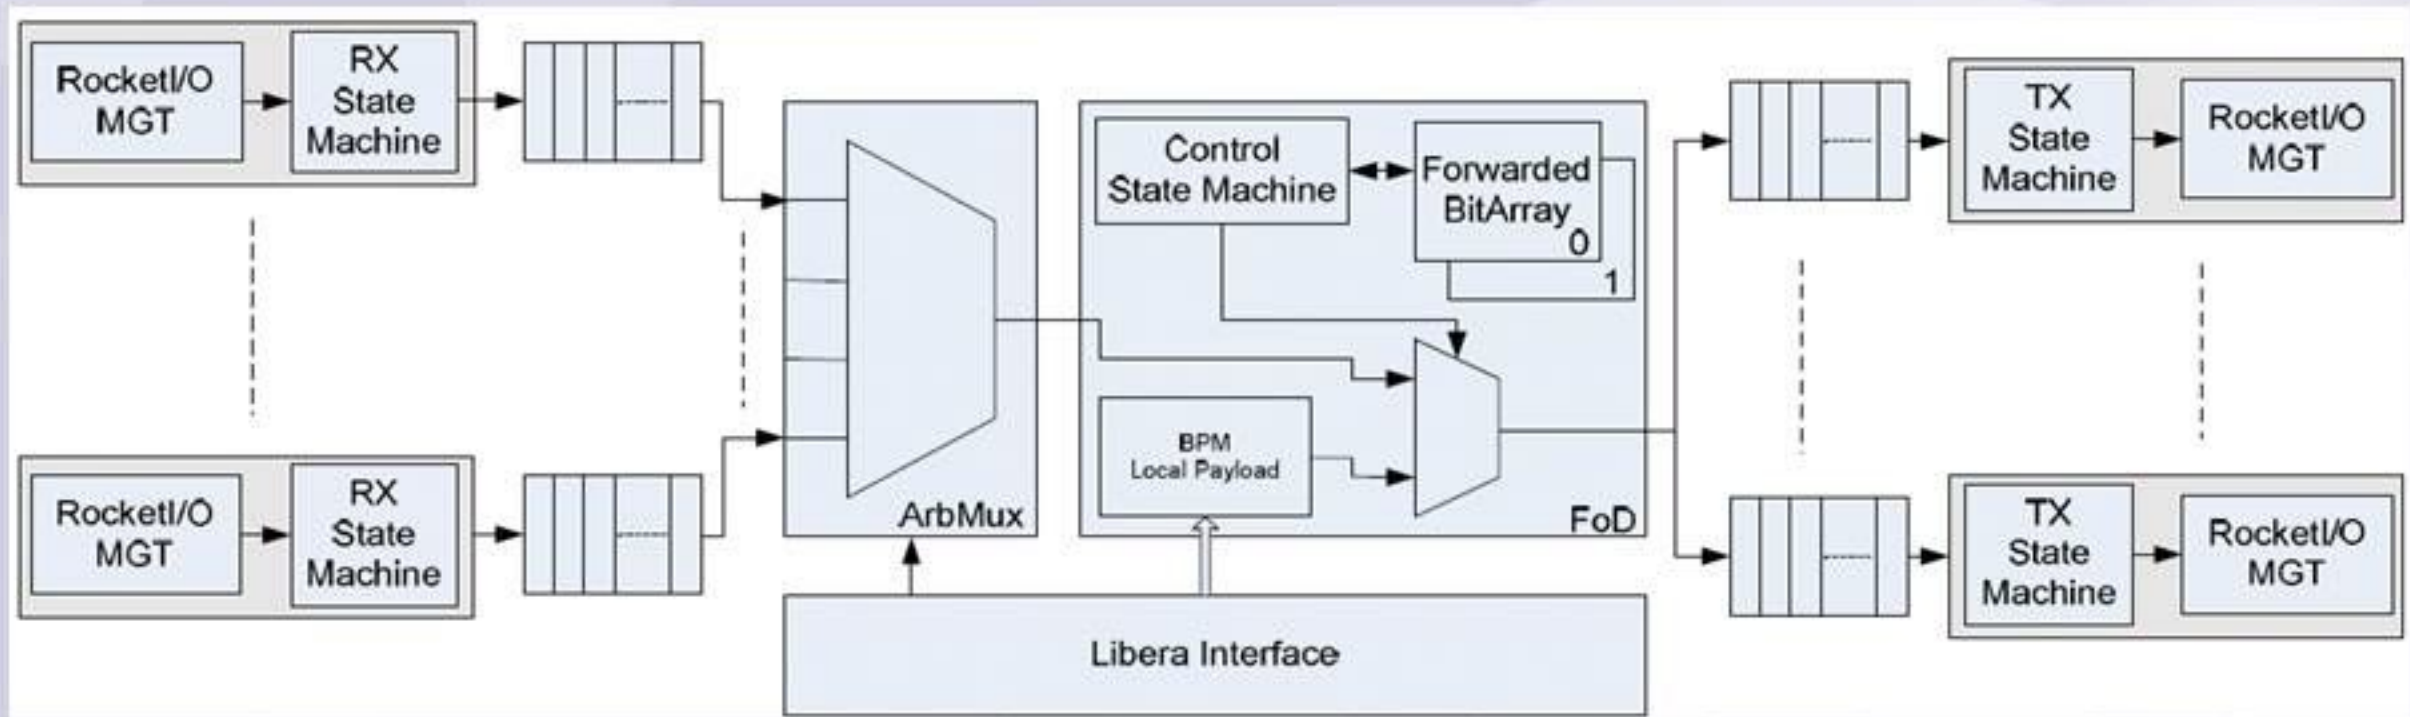 RocketI/O
MGT
RX
State
Machine
Control
State Machine
Forwarded
BitArray
0
1
TX
State
Machine
RocketI/O
MGT
RocketI/O
MGT
RX
State
Machine
ArbMux
BPM
Local Payload
FoD
TX
State
Machine
RocketI/O
MGT
Libera Interface